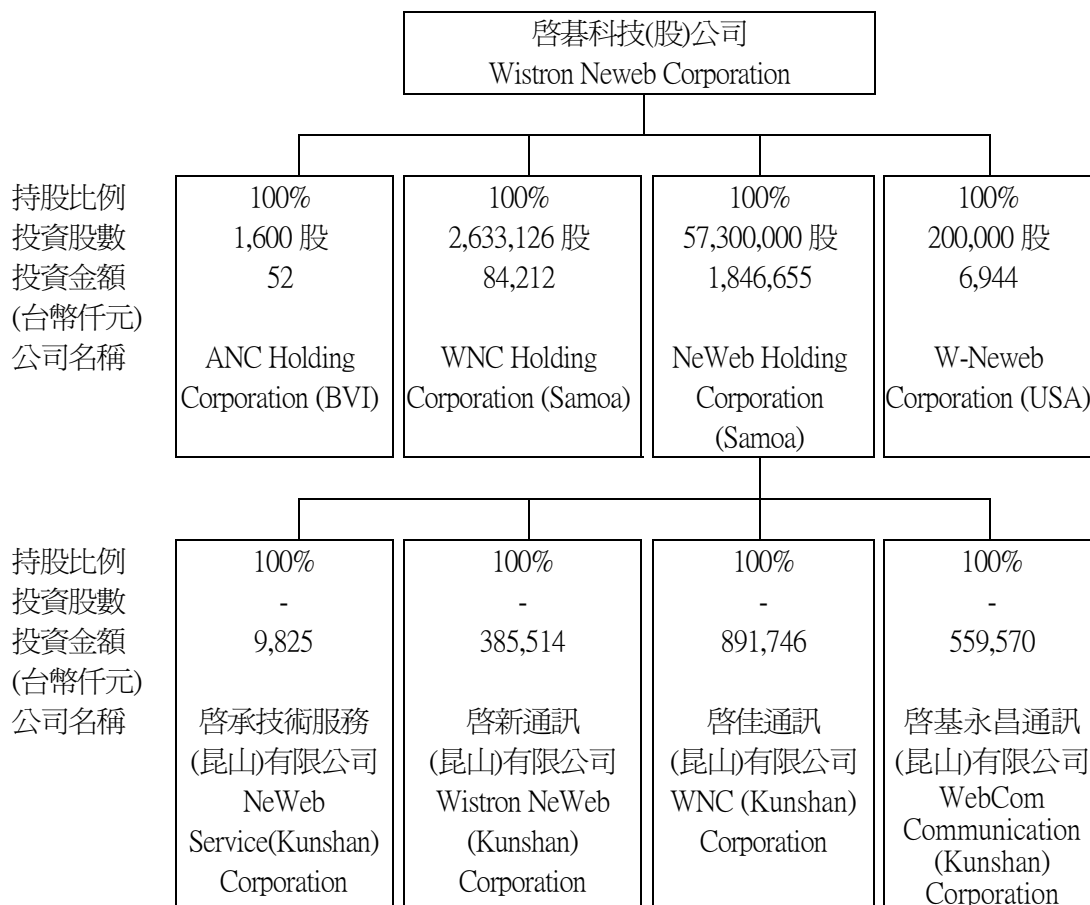 啓碁科技(股)公司
Wistron Neweb Corporation
持股比例 100% 100% 100% 100%
投資股數 1,600 股 2,633,126 股 57,300,000 股 200,000 股
投資金額 52 84,212 1,846,655 6,944
(台幣仟元)
公司名稱 ANC Holding WNC Holding NeWeb Holding W-Neweb
Corporation (BVI) Corporation (Samoa) Corporation Corporation (USA)
(Samoa)
持股比例 100% 100% 100% 100%
投資股數 - - - -
投資金額 9,825 385,514 891,746 559,570
(台幣仟元)
公司名稱 啓承技術服務 啓新通訊 啓佳通訊 啓基永昌通訊
(昆山)有限公司 (昆山)有限公司 (昆山)有限公司 (昆山)有限公司
NeWeb Wistron NeWeb WNC (Kunshan) WebCom
Service(Kunshan) (Kunshan) Corporation Communication
Corporation Corporation (Kunshan)
Corporation